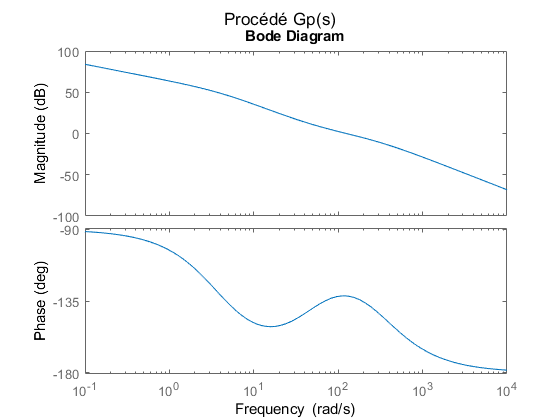 Procédé Gp(s)
Bode Diagram
Magnitude (dB)
100
50
0
-50
-100
Phase (deg)
-90
-135
-180
10^-1 10^0 10^1 10^2 10^3 10^4
Frequency (rad/s)